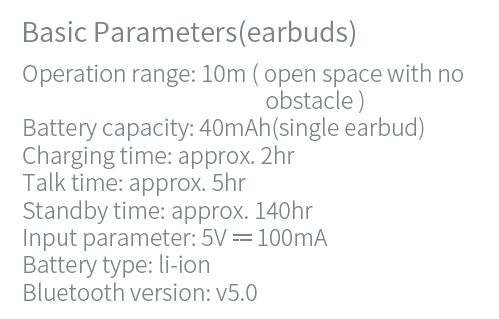 Basic Parameters(earbuds)
Operation range: 10m ( open space with no
obstacle )
Battery capacity: 40mAh(single earbud)
Charging time: approx. 2hr
Talk time: approx. 5hr
Standby time: approx. 140hr
Input parameter: 5V ⎓ 100mA
Battery type: li-ion
Bluetooth version: v5.0